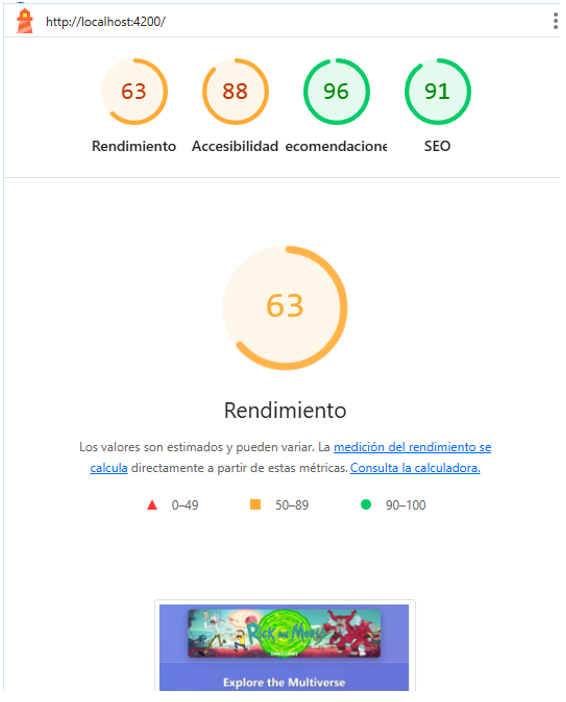 http://localhost:4200/
63 88 96 91
Rendimiento Accesibilidad ecomendacione SEO
63
Rendimiento
Los valores son estimados y pueden variar. La medición del rendimiento se
calcula directamente a partir de estas métricas. Consulta la calculadora.
0–49 50–89 90–100
Rick and Morty
Explore the Multiverse